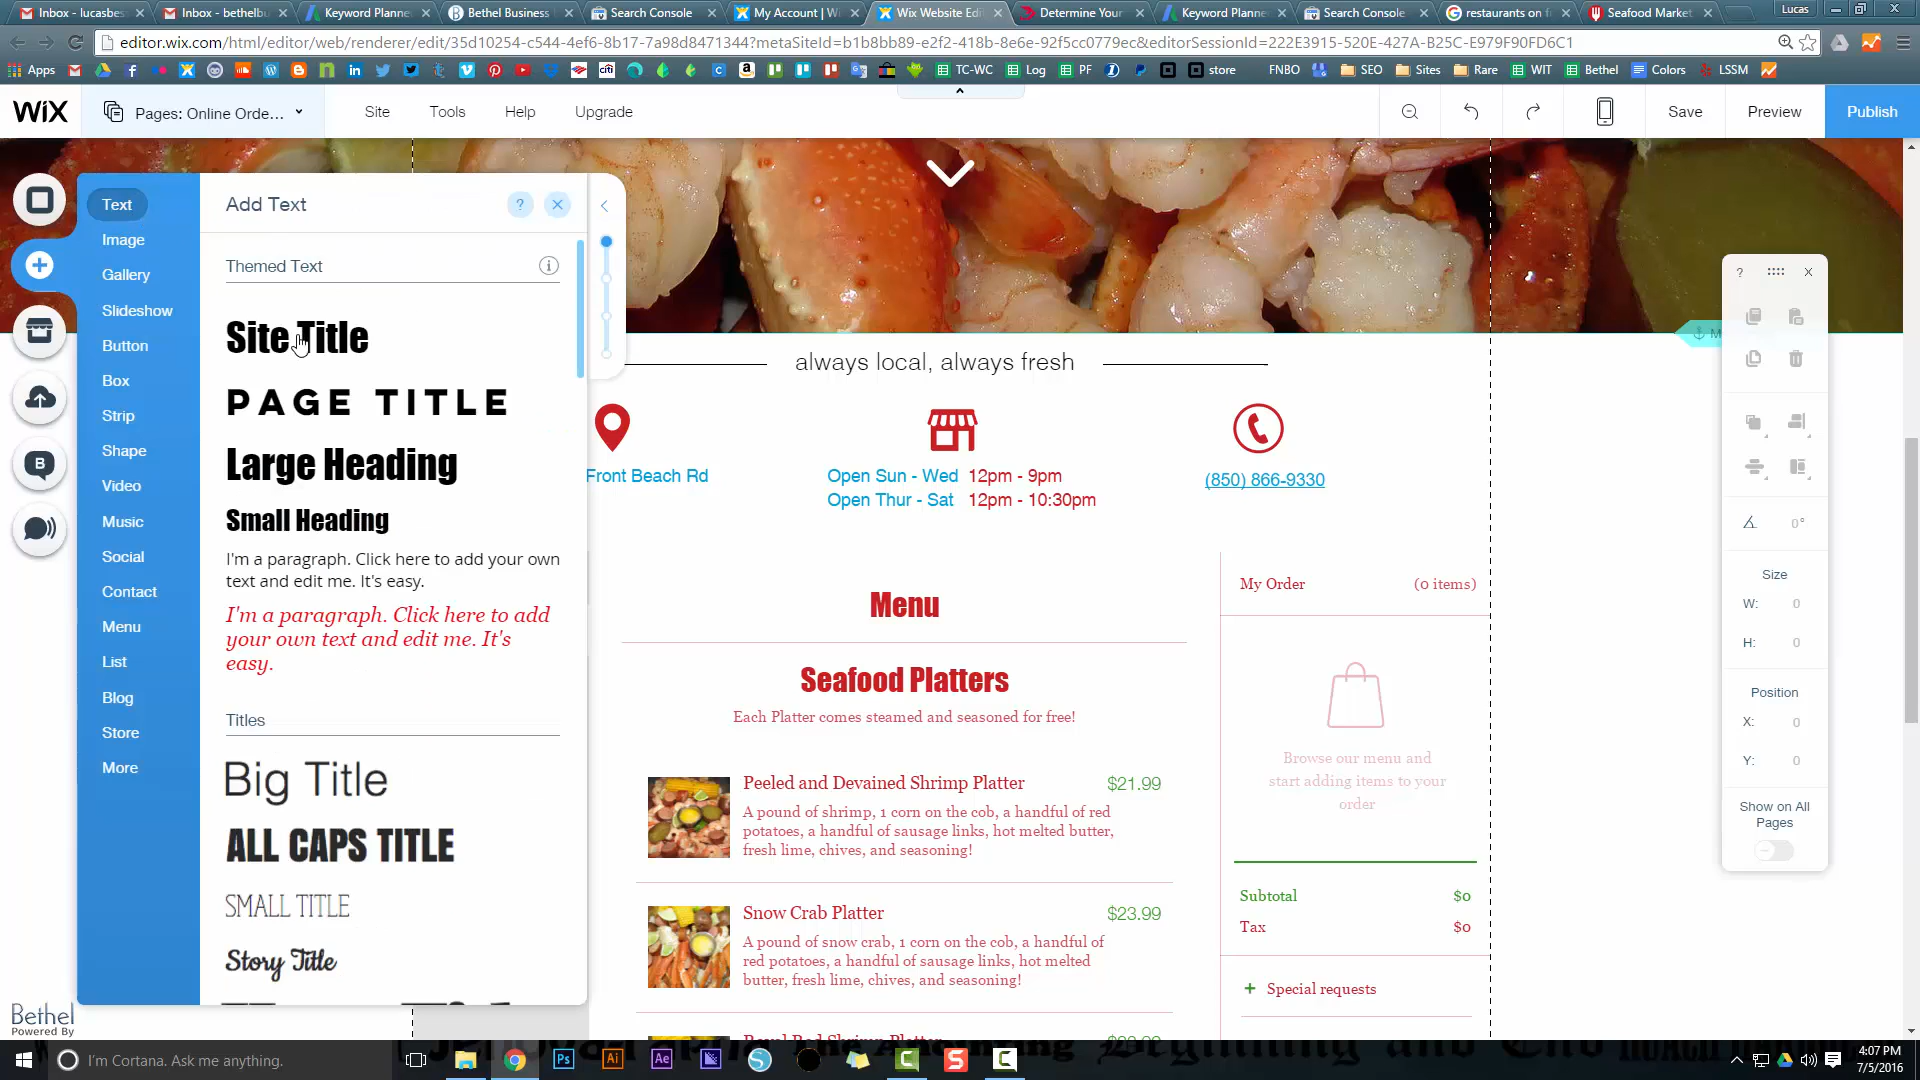 Inbox - lucasbes
Inbox - bethelbu
Keyword Planne
Bethel Business
Search Console
My Account | Wi
Wix Website Edi
Determine Your
Keyword Planne
Search Console
restaurants on f
Seafood Market
Lucas
editor.wix.com/html/editor/web/renderer/edit/35d10254-c544-4ef6-8b17-7a98d8471344?metaSiteId=b1b8bb89-e2f2-418b-8e6e-92f5cc0779ec&editorSessionId=222E3915-520E-427A-B25C-E979F90FD6C1
Apps
TC-WC
Log
PF
store
FNBO
SEO
Sites
Rare
WIT
Bethel
Colors
LSSM
WiX
Pages: Online Orde...
Site
Tools
Help
Upgrade
Save
Preview
Publish
Text
Image
Gallery
Slideshow
Button
Box
Strip
Shape
Video
Music
Social
Contact
Menu
List
Blog
Store
More
Add Text
?
Themed Text
Site Title
PAGE TITLE
Large Heading
Small Heading
I'm a paragraph. Click here to add your own
text and edit me. It's easy.
I'm a paragraph. Click here to add
your own text and edit me. It's
easy.
Titles
Big Title
ALL CAPS TITLE
SMALL TITLE
Story Title
always local, always fresh
Front Beach Rd
Open Sun - Wed 12pm - 9pm
Open Thur - Sat 12pm - 10:30pm
(850) 866-9330
Menu
Seafood Platters
Each Platter comes steamed and seasoned for free!
Peeled and Devained Shrimp Platter $21.99
A pound of shrimp, 1 corn on the cob, a handful of red
potatoes, a handful of sausage links, hot melted butter,
fresh lime, chives, and seasoning!
Snow Crab Platter $23.99
A pound of snow crab, 1 corn on the cob, a handful of
red potatoes, a handful of sausage links, hot melted
butter, fresh lime, chives, and seasoning!
My Order (0 items)
Browse our menu and
start adding items to your
order
Subtotal $0
Tax $0
+ Special requests
?
0°
Size
W: 0
H: 0
Position
X: 0
Y: 0
Show on All
Pages
Bethel
Powered By
I'm Cortana. Ask me anything.
Ps
Ai
Ae
4:07 PM
7/5/2016